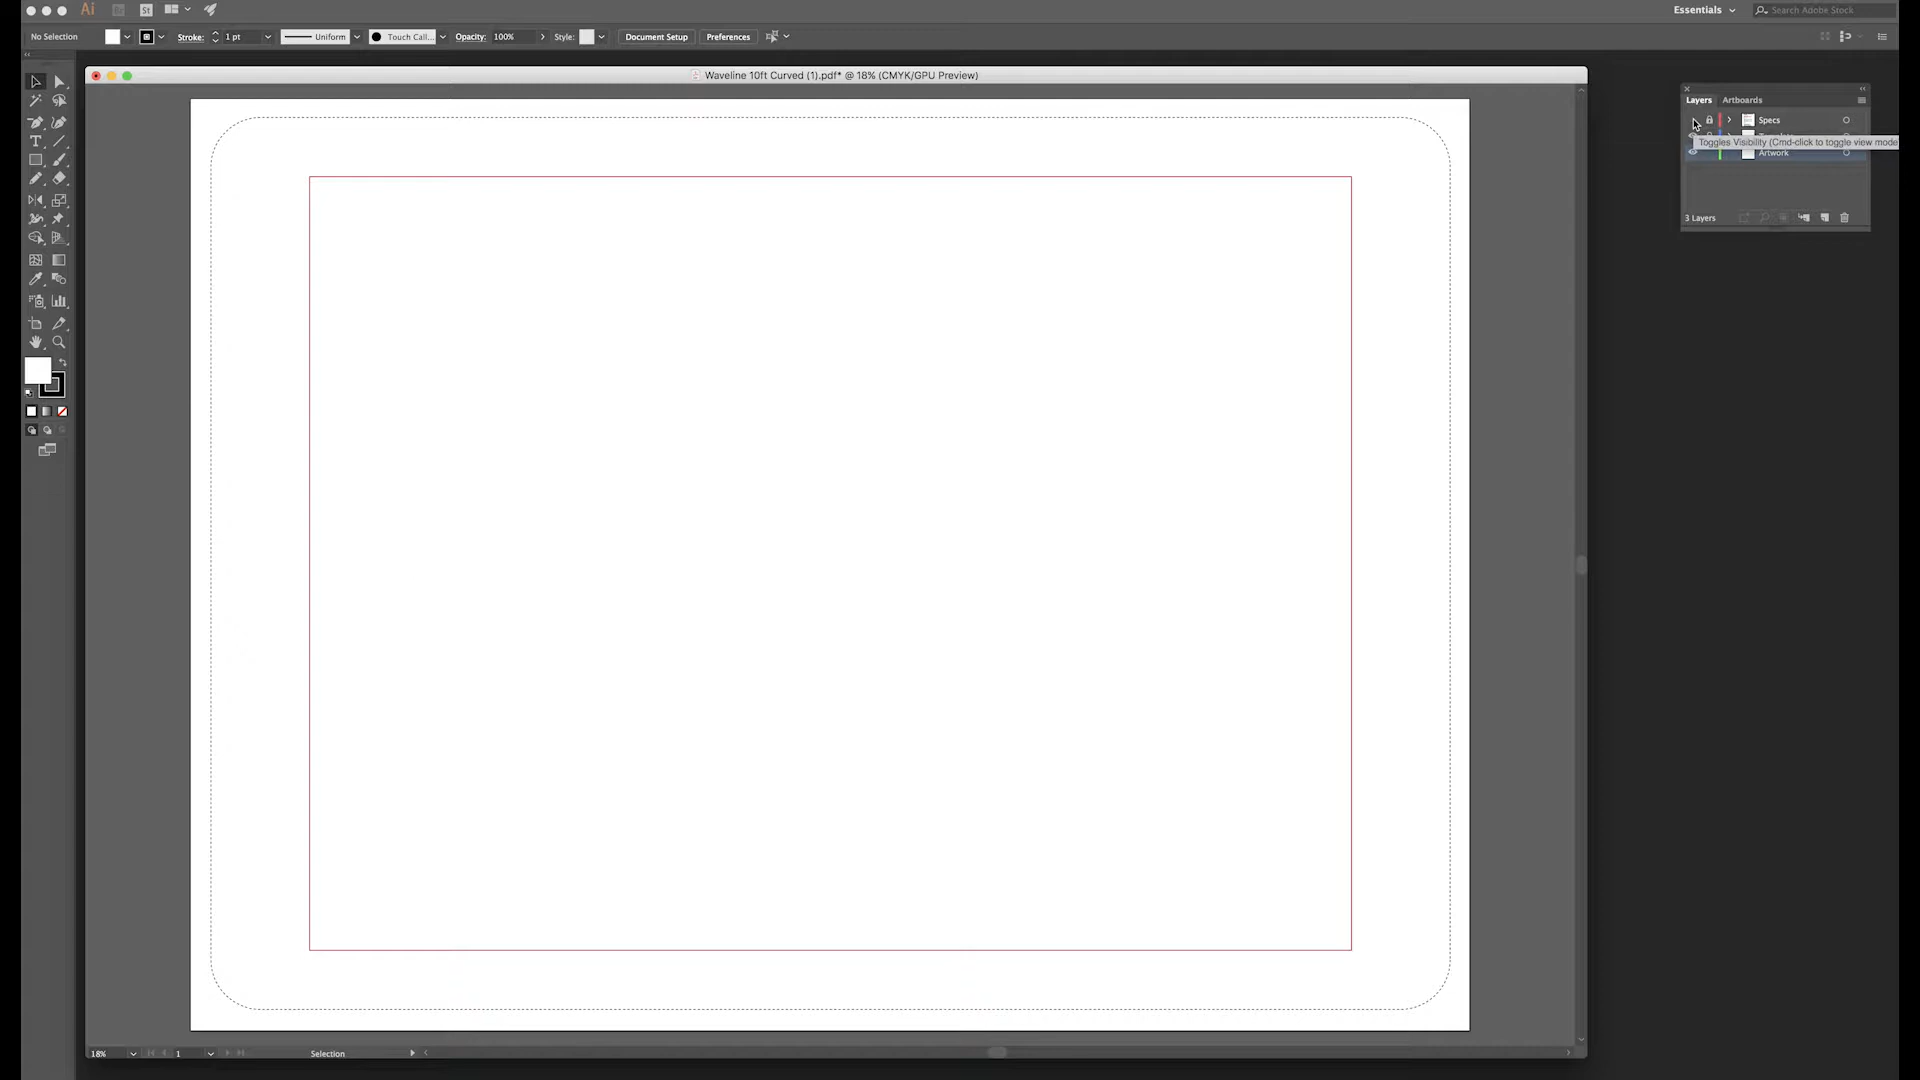 Ai Br St Essentials Search Adobe Stock
No Selection Stroke: 1 pt Uniform Touch Call... Opacity: 100% Style: Document Setup Preferences
Waveline 10ft Curved (1).pdf* @ 18% (CMYK/GPU Preview)
Layers Artboards
Specs
Toggles Visibility (Cmd-click to toggle view mode
Artwork
3 Layers
18% 1 Selection